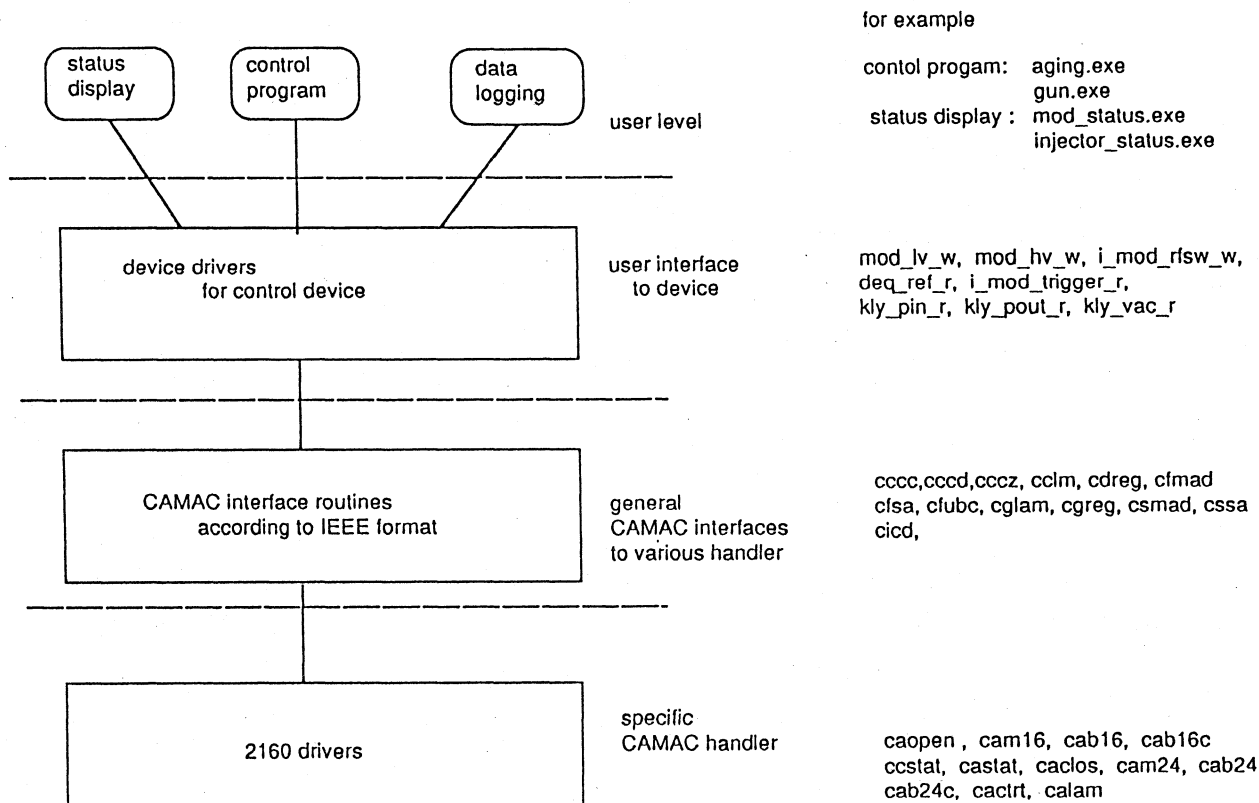 for example
status
display
control
program
data
logging
user level
contol progam: aging.exe
gun.exe
status display : mod_status.exe
injector_status.exe
device drivers
for control device
user interface
to device
mod_lv_w, mod_hv_w, i_mod_rfsw_w,
deq_ref_r, i_mod_trigger_r,
kly_pin_r, kly_pout_r, kly_vac_r
CAMAC interface routines
according to IEEE format
general
CAMAC interfaces
to various handler
cccc,cccd,cccz, cclm, cdreg, cfmad
cfsa, cfubc, cglam, cgreg, csmad, cssa
cicd,
2160 drivers
specific
CAMAC handler
caopen , cam16, cab16, cab16c
ccstat, castat, caclos, cam24, cab24
cab24c, cactrt, calam